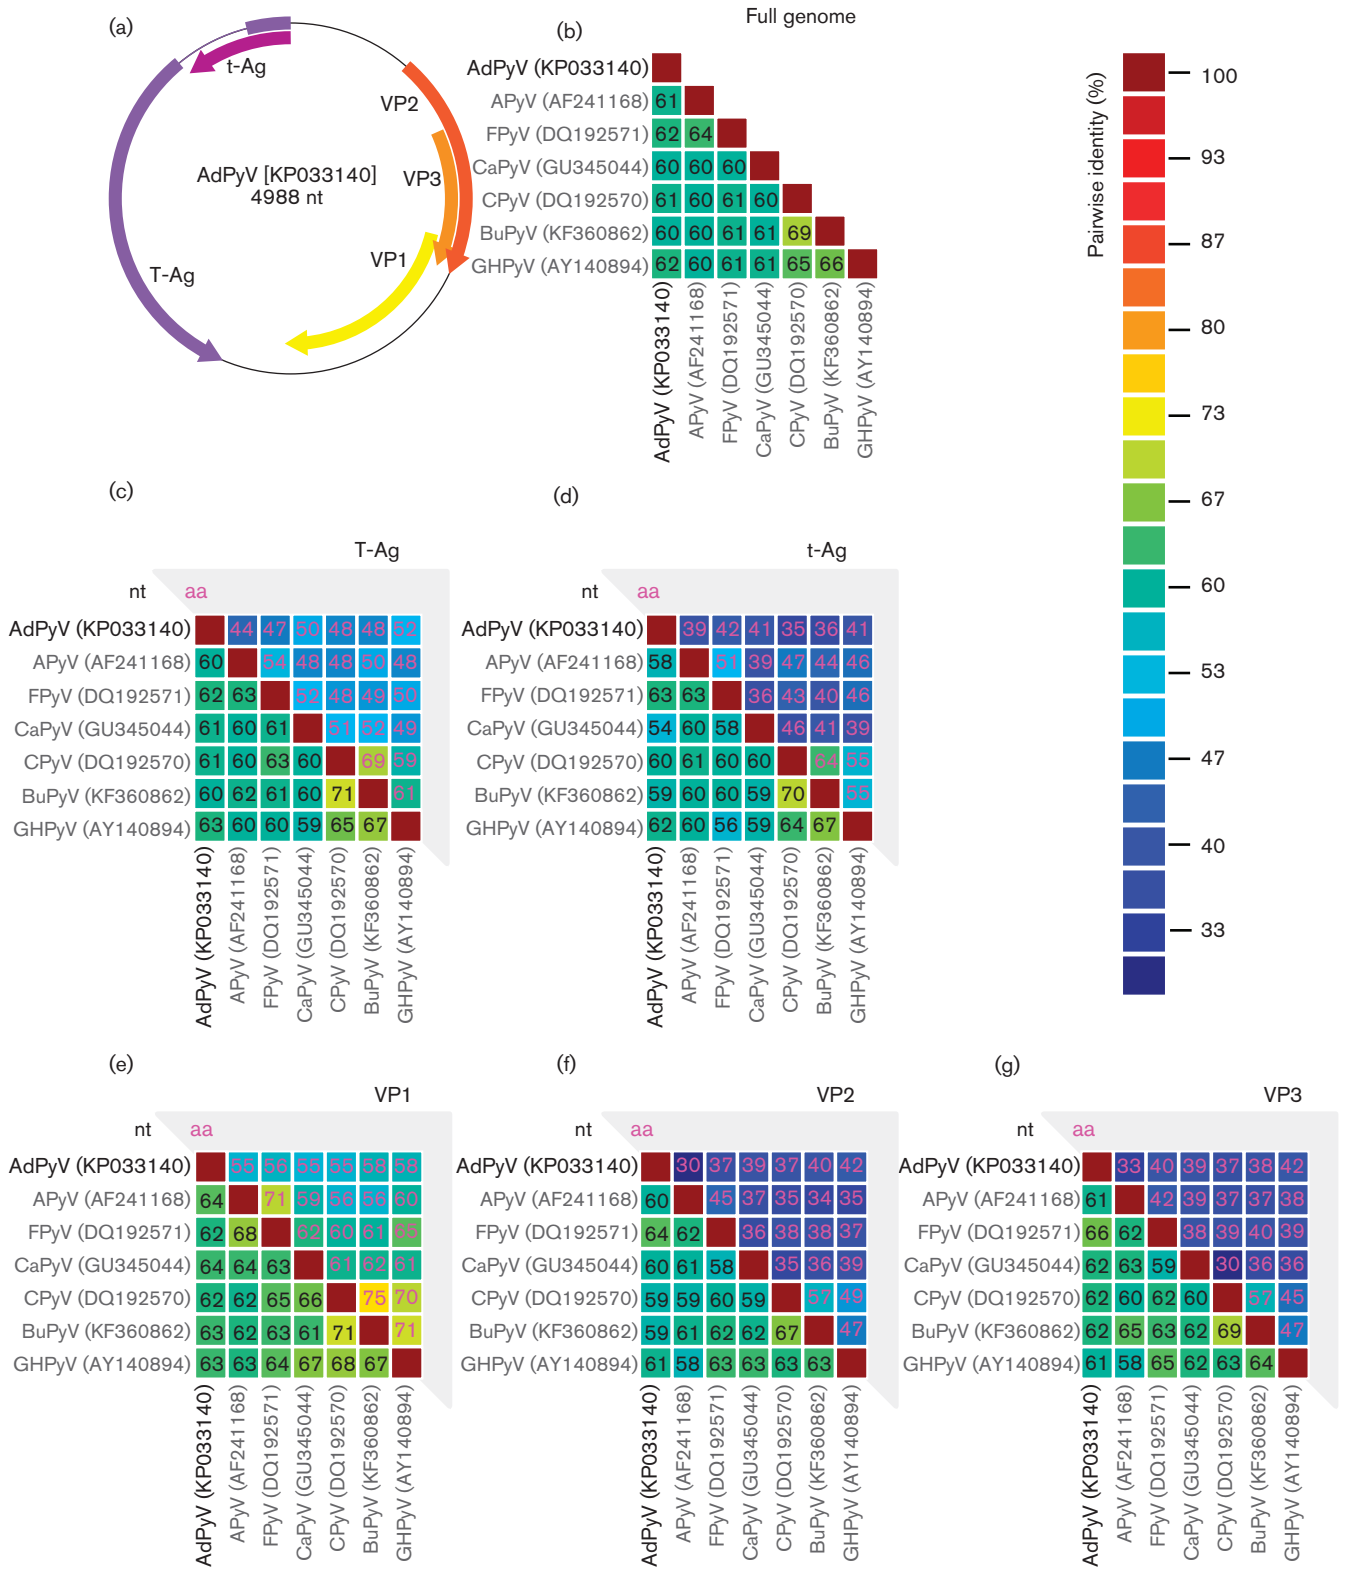 (a)
t-Ag
VP2
AdPyV [KP033140]
4988 nt
VP3
VP1
T-Ag
(b)
Full genome
AdPyV (KP033140)
APyV (AF241168) 61
FPyV (DQ192571) 62 64
CaPyV (GU345044) 60 60 60
CPyV (DQ192570) 61 60 61 60
BuPyV (KF360862) 60 60 61 61 69
GHPyV (AY140894) 62 60 61 61 65 66
AdPyV (KP033140)
APyV (AF241168)
FPyV (DQ192571)
CaPyV (GU345044)
CPyV (DQ192570)
BuPyV (KF360862)
GHPyV (AY140894)
Pairwise identity (%)
100
93
87
80
73
67
60
53
47
40
33
(c)
T-Ag
nt aa
AdPyV (KP033140) 44 47 50 48 48 52
APyV (AF241168) 60 54 48 48 50 48
FPyV (DQ192571) 62 63 52 48 49 50
CaPyV (GU345044) 61 60 61 51 52 49
CPyV (DQ192570) 61 60 63 60 69 59
BuPyV (KF360862) 60 62 61 60 71 61
GHPyV (AY140894) 63 60 60 59 65 67
AdPyV (KP033140)
APyV (AF241168)
FPyV (DQ192571)
CaPyV (GU345044)
CPyV (DQ192570)
BuPyV (KF360862)
GHPyV (AY140894)
(d)
t-Ag
nt aa
AdPyV (KP033140) 39 42 41 35 36 41
APyV (AF241168) 58 51 39 47 44 46
FPyV (DQ192571) 63 63 36 43 40 46
CaPyV (GU345044) 54 60 58 46 41 39
CPyV (DQ192570) 60 61 60 60 64 55
BuPyV (KF360862) 59 60 60 59 70 55
GHPyV (AY140894) 62 60 56 59 64 67
AdPyV (KP033140)
APyV (AF241168)
FPyV (DQ192571)
CaPyV (GU345044)
CPyV (DQ192570)
BuPyV (KF360862)
GHPyV (AY140894)
(e)
VP1
nt aa
AdPyV (KP033140) 55 56 55 55 58 58
APyV (AF241168) 64 71 59 58 56 60
FPyV (DQ192571) 62 68 62 60 61 65
CaPyV (GU345044) 64 64 63 61 62 61
CPyV (DQ192570) 62 62 65 66 75 70
BuPyV (KF360862) 63 62 63 61 71 71
GHPyV (AY140894) 63 63 64 67 68 67
AdPyV (KP033140)
APyV (AF241168)
FPyV (DQ192571)
CaPyV (GU345044)
CPyV (DQ192570)
BuPyV (KF360862)
GHPyV (AY140894)
(f)
VP2
nt aa
AdPyV (KP033140) 30 37 39 37 40 42
APyV (AF241168) 60 45 37 35 34 35
FPyV (DQ192571) 64 62 36 38 38 37
CaPyV (GU345044) 60 61 58 35 36 39
CPyV (DQ192570) 59 59 60 59 57 49
BuPyV (KF360862) 59 61 62 62 67 47
GHPyV (AY140894) 61 58 63 63 63 63
AdPyV (KP033140)
APyV (AF241168)
FPyV (DQ192571)
CaPyV (GU345044)
CPyV (DQ192570)
BuPyV (KF360862)
GHPyV (AY140894)
(g)
VP3
nt aa
AdPyV (KP033140) 33 40 39 37 38 42
APyV (AF241168) 61 42 39 37 37 38
FPyV (DQ192571) 66 62 38 39 40 39
CaPyV (GU345044) 62 63 59 30 36 36
CPyV (DQ192570) 62 60 62 60 57 45
BuPyV (KF360862) 62 65 63 62 69 47
GHPyV (AY140894) 61 58 65 62 63 64
AdPyV (KP033140)
APyV (AF241168)
FPyV (DQ192571)
CaPyV (GU345044)
CPyV (DQ192570)
BuPyV (KF360862)
GHPyV (AY140894)